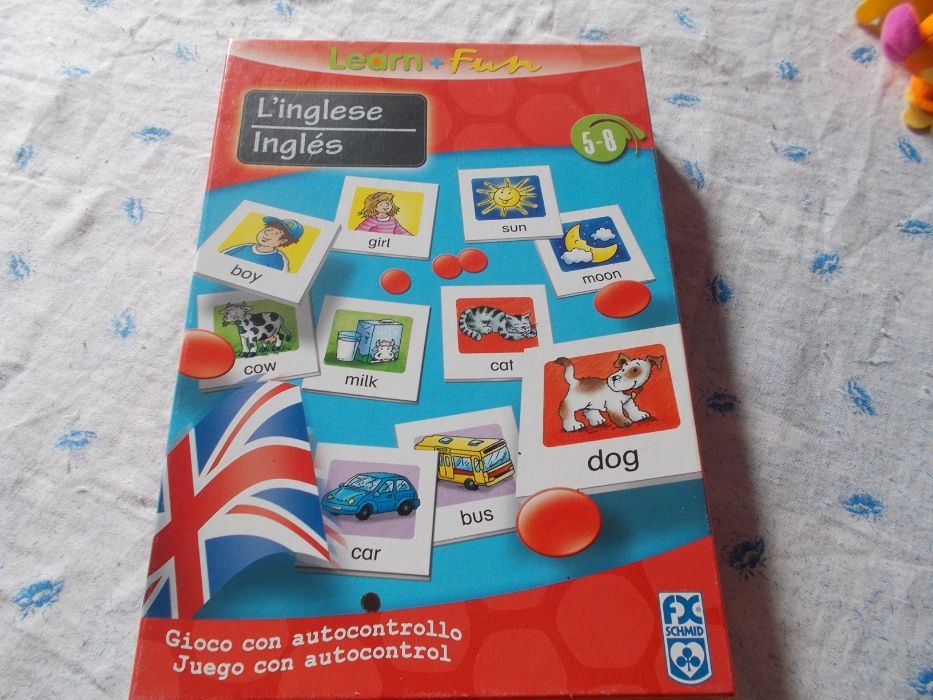 Learn + Fun
L'inglese
Inglés
5-8
girl
sun
boy
moon
cow
milk
cat
dog
car
bus
Gioco con autocontrollo
Juego con autocontrol
FX
SCHMID